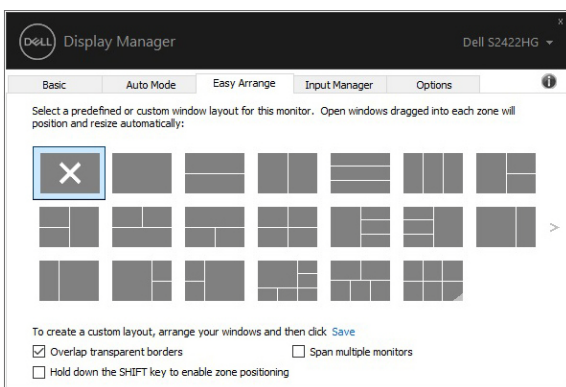 DELL Display Manager
Dell S2422HG
Basic Auto Mode Easy Arrange Input Manager Options
Select a predefined or custom window layout for this monitor. Open windows dragged into each zone will
position and resize automatically:
To create a custom layout, arrange your windows and then click Save
Overlap transparent borders
Span multiple monitors
Hold down the SHIFT key to enable zone positioning